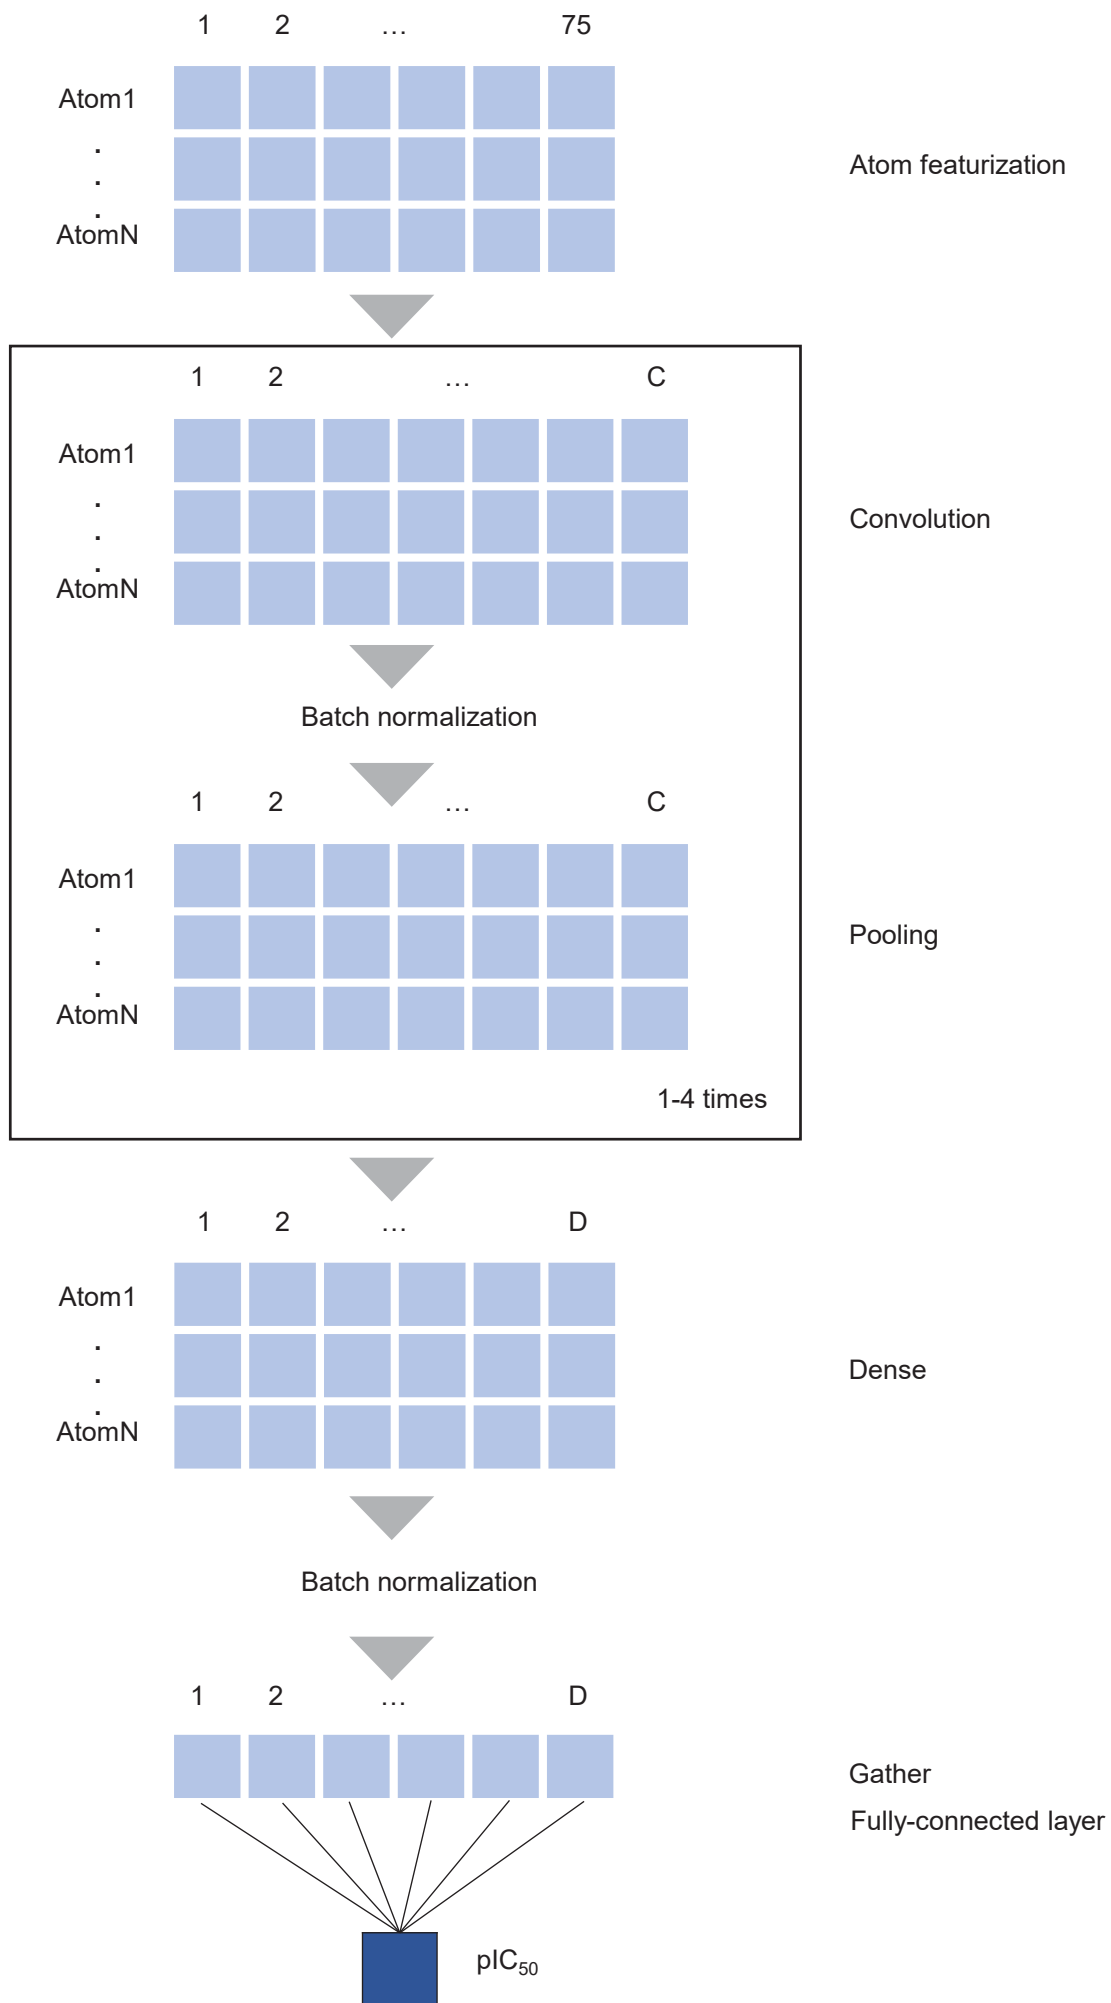 1 2 … 75
Atom1
.
.
.
AtomN
Atom featurization
1 2 … C
Atom1
.
.
.
AtomN
Convolution
Batch normalization
1 2 … C
Atom1
.
.
.
AtomN
Pooling
1-4 times
1 2 … D
Atom1
.
.
.
AtomN
Dense
Batch normalization
1 2 … D
Gather
Fully-connected layer
pIC₅₀